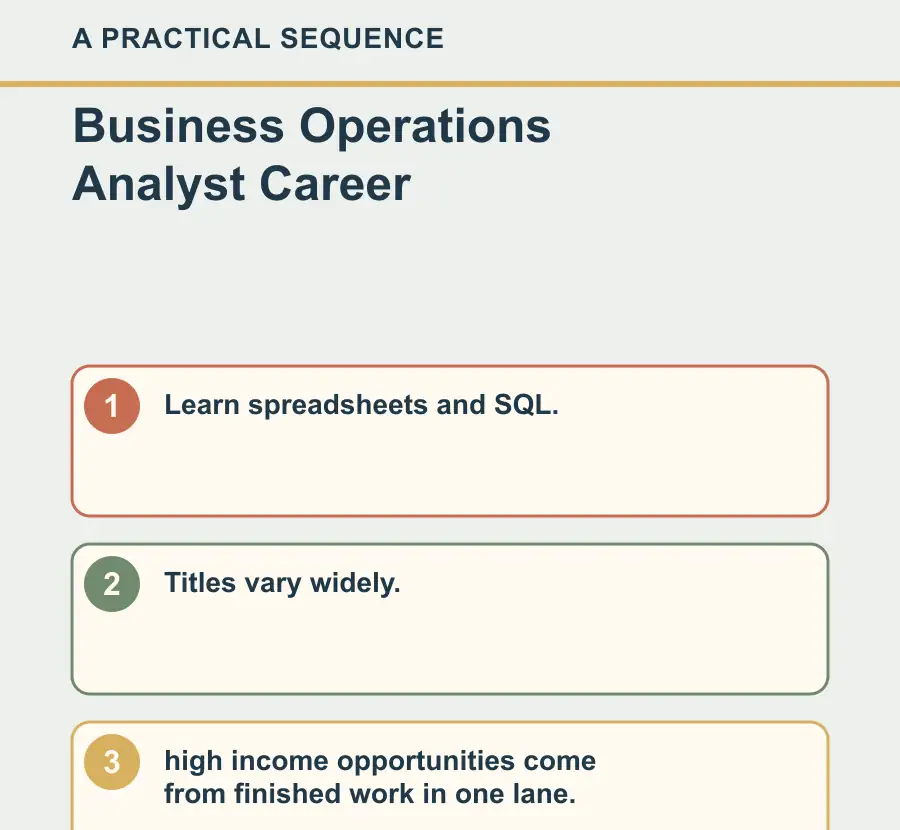 A PRACTICAL SEQUENCE
Business Operations
Analyst Career
1
Learn spreadsheets and SQL.
2
Titles vary widely.
3
high income opportunities come
from finished work in one lane.